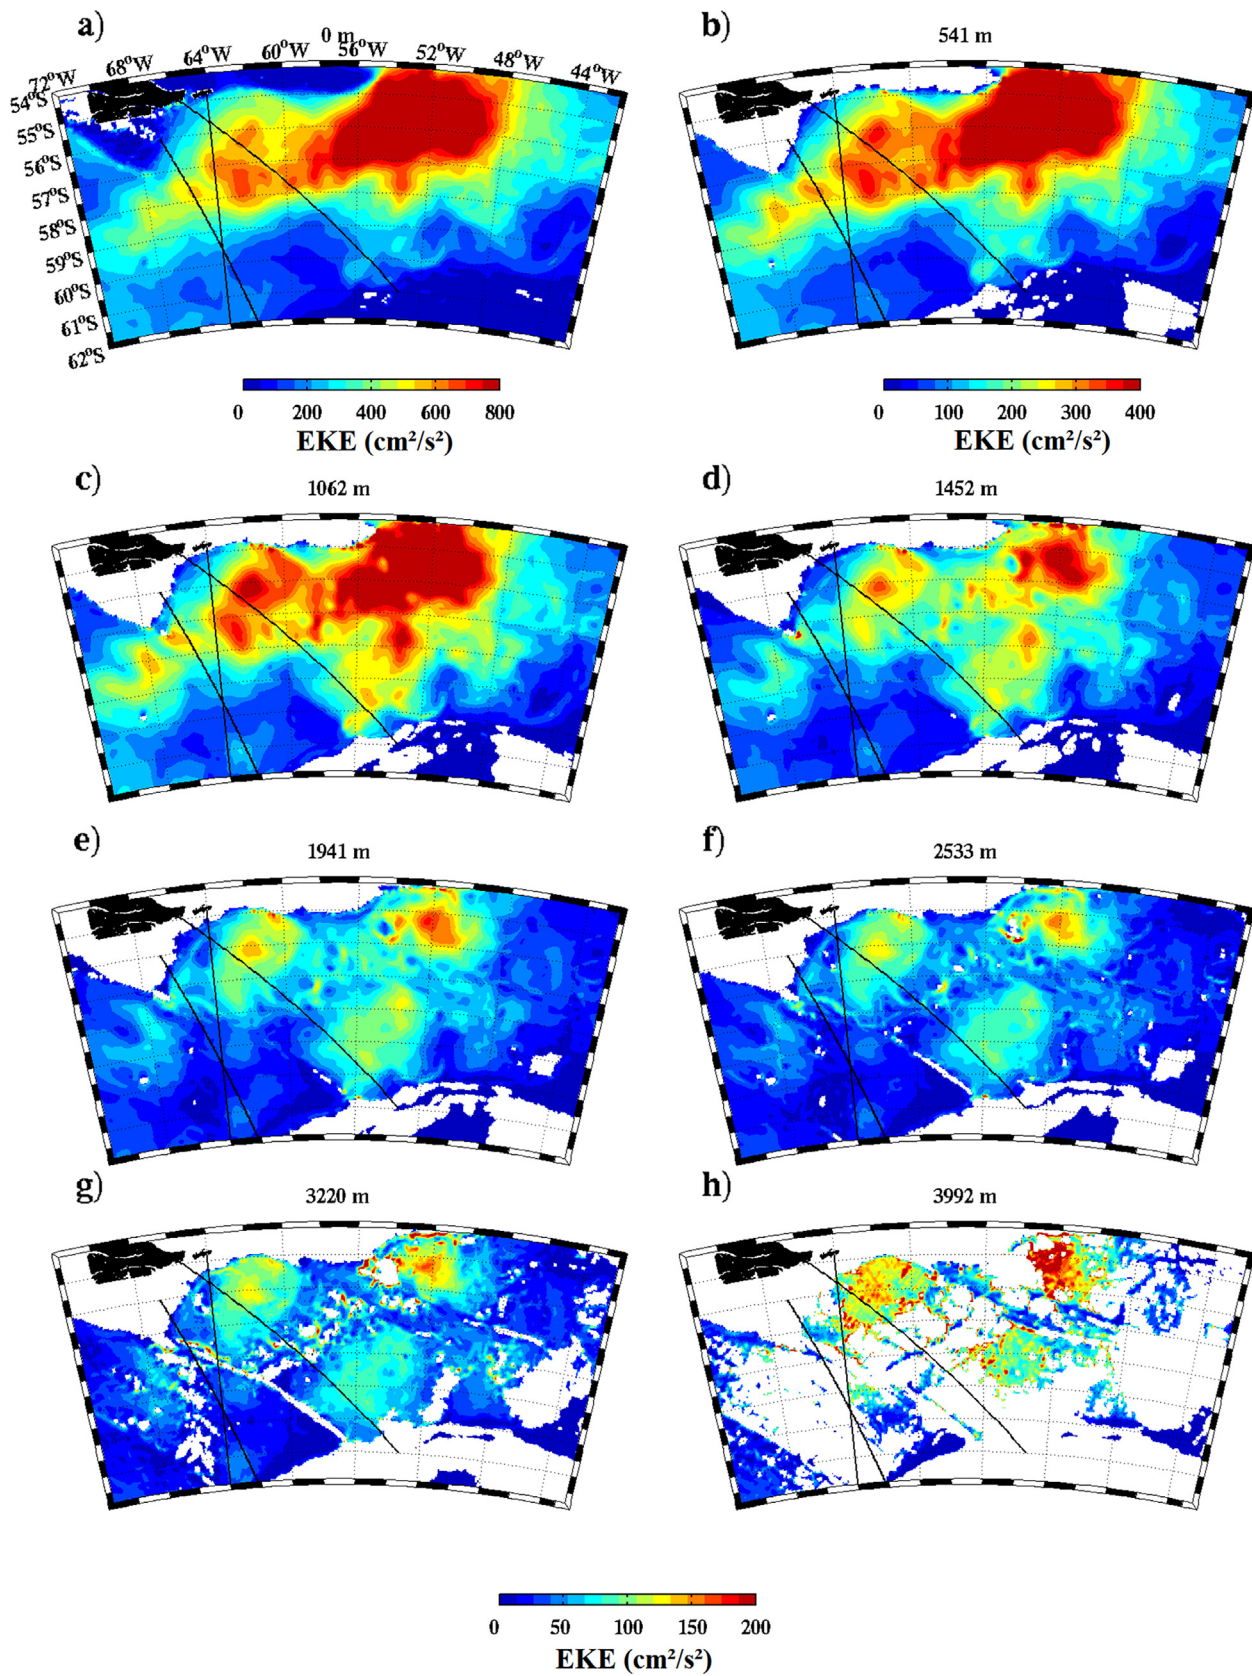 a)
0 m
72°W 68°W 64°W 60°W 56°W 52°W 48°W 44°W
54°S
55°S
56°S
57°S
58°S
59°S
60°S
61°S
62°S
0 200 400 600 800
EKE (cm²/s²)
b)
541 m
0 100 200 300 400
EKE (cm²/s²)
c)
1062 m
d)
1452 m
e)
1941 m
f)
2533 m
g)
3220 m
h)
3992 m
0 50 100 150 200
EKE (cm²/s²)